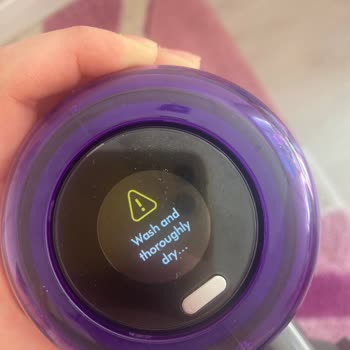 Wash and
thoroughly
dry...